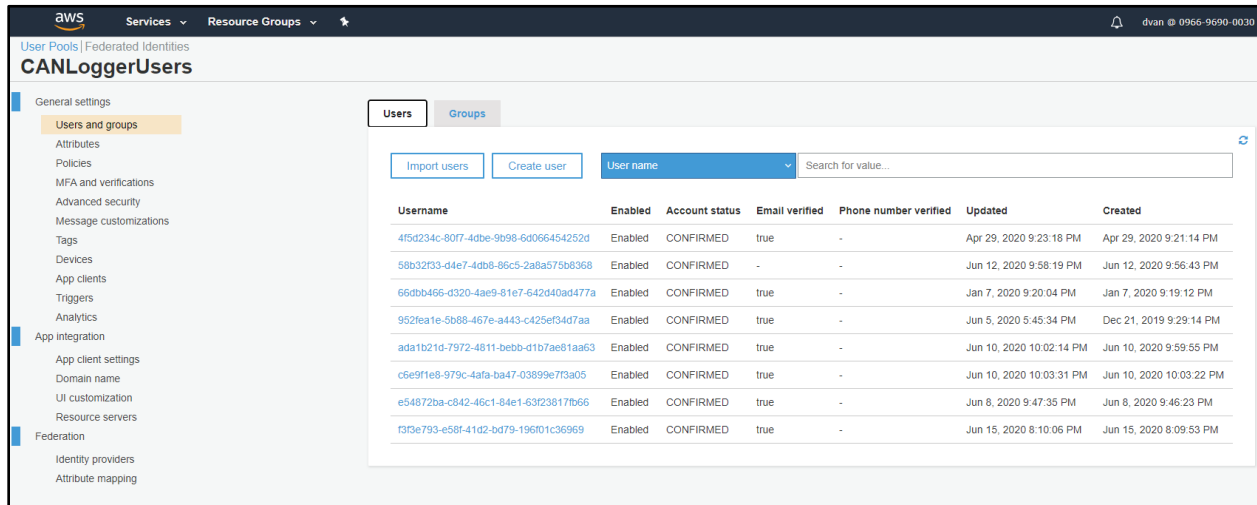 aws Services Resource Groups dvan @ 0966-9690-0030
User Pools | Federated Identities
CANLoggerUsers
General settings
Users and groups
Attributes
Policies
MFA and verifications
Advanced security
Message customizations
Tags
Devices
App clients
Triggers
Analytics
App integration
App client settings
Domain name
UI customization
Resource servers
Federation
Identity providers
Attribute mapping
Users Groups
Import users Create user User name Search for value...
Username Enabled Account status Email verified Phone number verified Updated Created
4f5d234c-80f7-4dbe-9b98-6d066454252d Enabled CONFIRMED true - Apr 29, 2020 9:23:18 PM Apr 29, 2020 9:21:14 PM
58b32f33-d4e7-4db8-86c5-2a8a575b8368 Enabled CONFIRMED - - Jun 12, 2020 9:58:19 PM Jun 12, 2020 9:56:43 PM
66dbb466-d320-4ae9-81e7-642d40ad477a Enabled CONFIRMED true - Jan 7, 2020 9:20:04 PM Jan 7, 2020 9:19:12 PM
952fea1e-5b88-467e-a443-c425ef34d7aa Enabled CONFIRMED true - Jun 5, 2020 5:45:34 PM Dec 21, 2019 9:29:14 PM
ada1b21d-7972-4811-bebb-d1b7ae81aa63 Enabled CONFIRMED true - Jun 10, 2020 10:02:14 PM Jun 10, 2020 9:59:55 PM
c6e9f1e8-979c-4afa-ba47-03899e7f3a05 Enabled CONFIRMED true - Jun 10, 2020 10:03:31 PM Jun 10, 2020 10:03:22 PM
e54872ba-c842-46c1-84e1-63f23817fb66 Enabled CONFIRMED true - Jun 8, 2020 9:47:35 PM Jun 8, 2020 9:46:23 PM
f3f3e793-e58f-41d2-bd79-196f01c36969 Enabled CONFIRMED true - Jun 15, 2020 8:10:06 PM Jun 15, 2020 8:09:53 PM